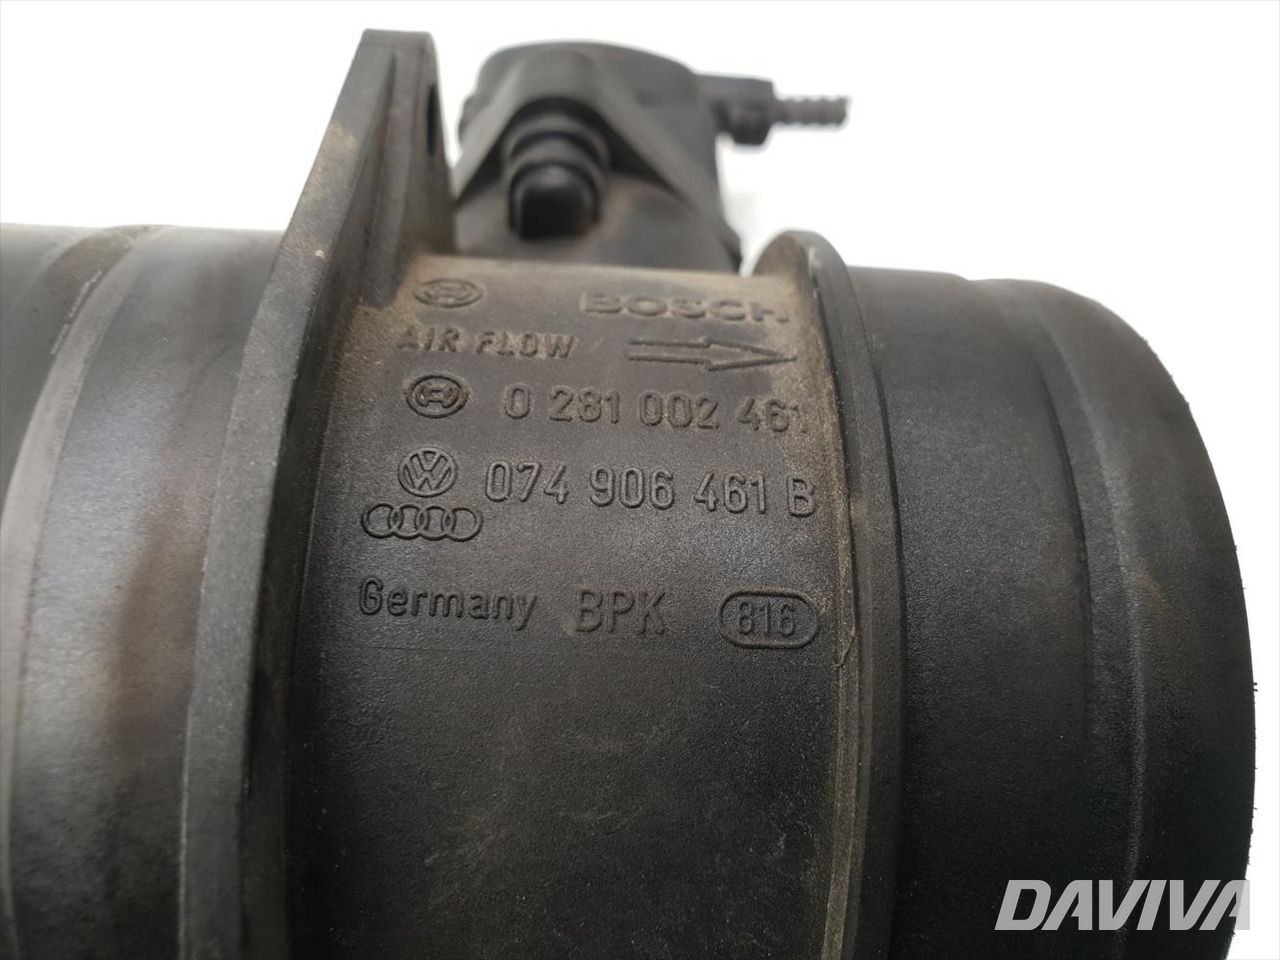 BOSCH
AIR FLOW
0 281 002 461
074 906 461 B
Germany BPK 816
DAVIVA